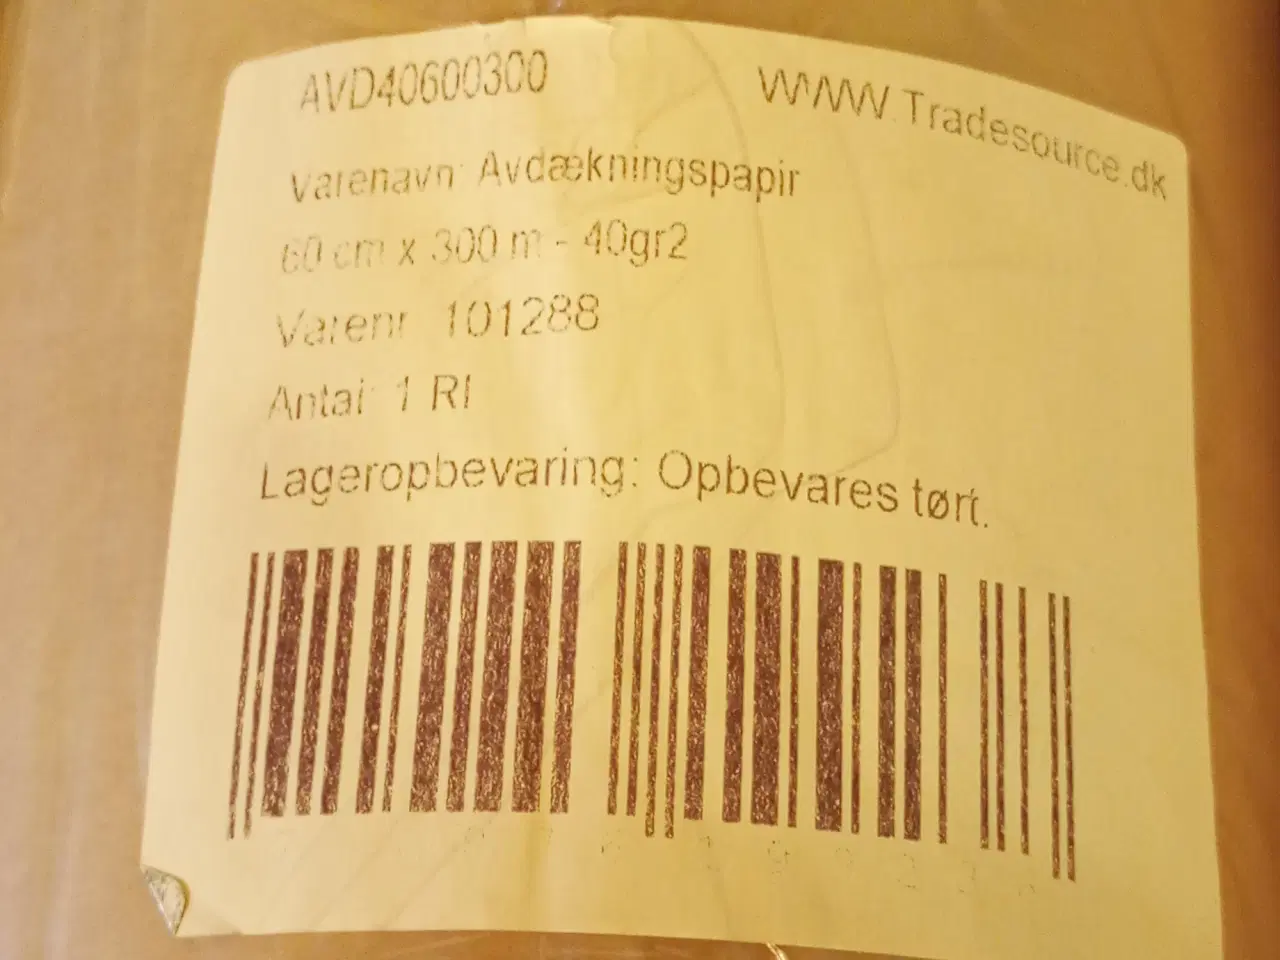 AVD40600300
WWW.Tradesource.dk
Varenavn: Avdækningspapir
60 cm x 300 m - 40gr2
Varenr. 101288
Antal: 1 Rl
Lageropbevaring: Opbevares tørt.